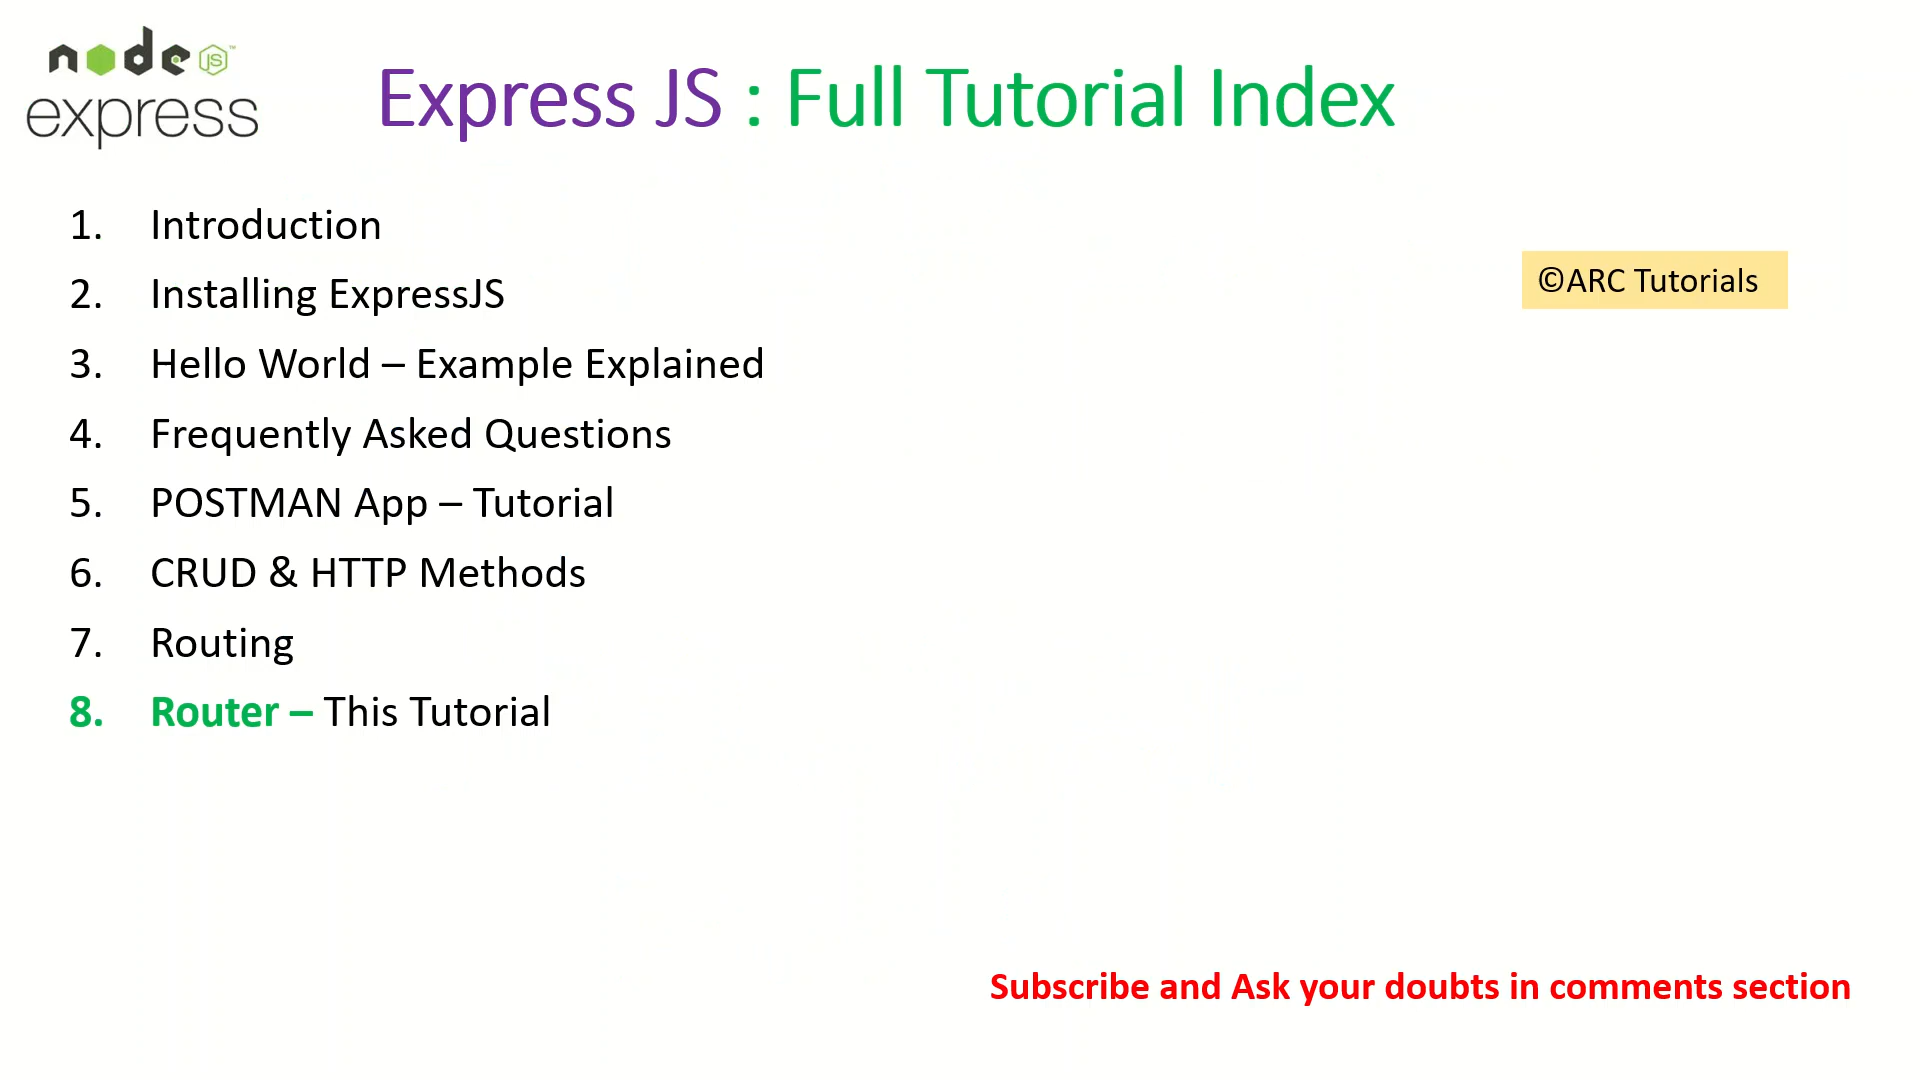 node JS ™
express
Express JS : Full Tutorial Index
1. Introduction
2. Installing ExpressJS
3. Hello World – Example Explained
4. Frequently Asked Questions
5. POSTMAN App – Tutorial
6. CRUD & HTTP Methods
7. Routing
8. Router – This Tutorial
©ARC Tutorials
Subscribe and Ask your doubts in comments section